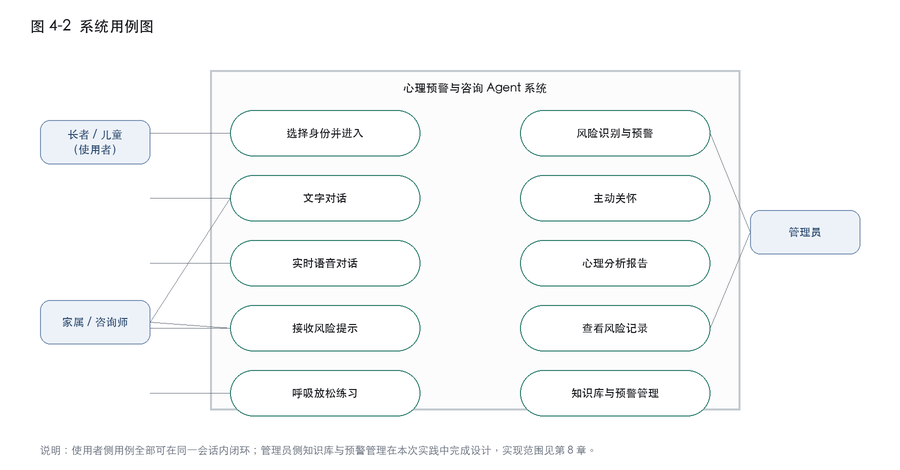 图 4-2 系统用例图
心理预警与咨询 Agent 系统
长者 / 儿童
(使用者)
选择身份并进入
风险识别与预警
文字对话
主动关怀
管理员
实时语音对话
心理分析报告
家属 / 咨询师
接收风险提示
查看风险记录
呼吸放松练习
知识库与预警管理
说明：使用者侧用例全部可在同一会话内闭环；管理员侧知识库与预警管理在本次实践中完成设计，实现范围见第 8 章。